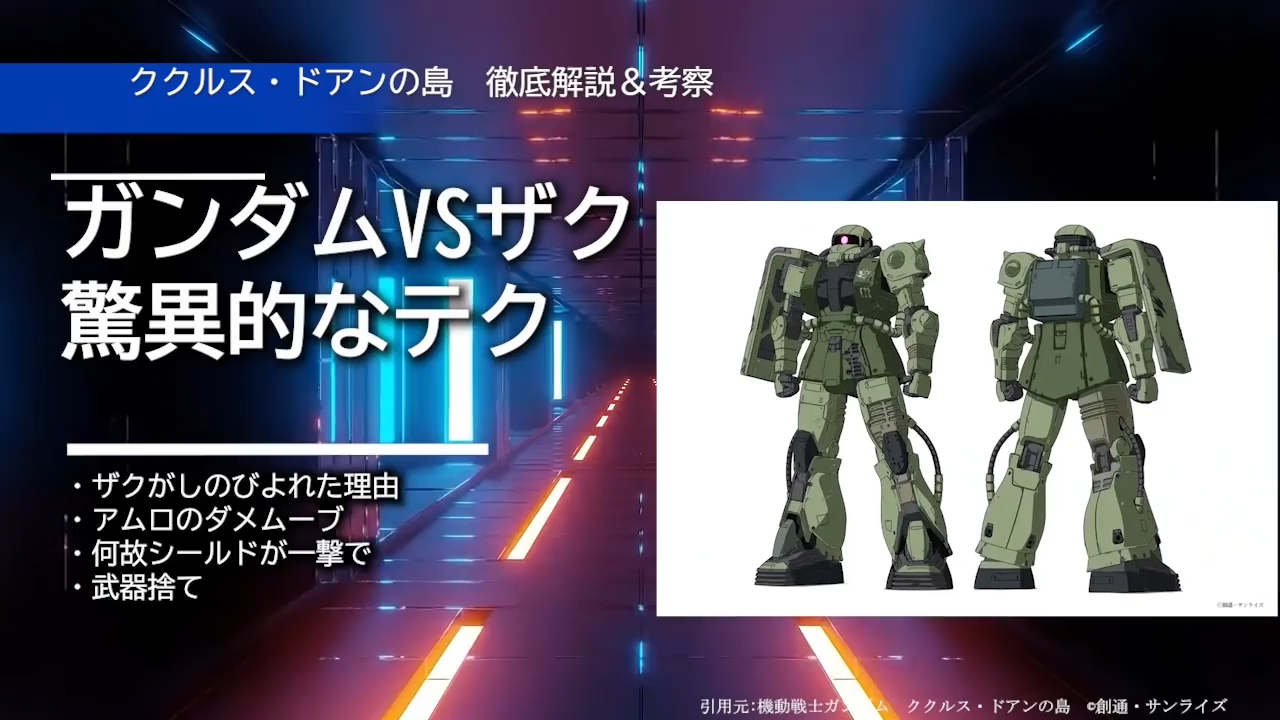 ククルス・ドアンの島　徹底解説＆考察
ガンダムVSザク
驚異的なテク
・ザクがしのびよれた理由
・アムロのダメムーブ
・何故シールドが一撃で
・武器捨て
©創通・サンライズ
引用元：機動戦士ガンダム　ククルス・ドアンの島　©創通・サンライズ